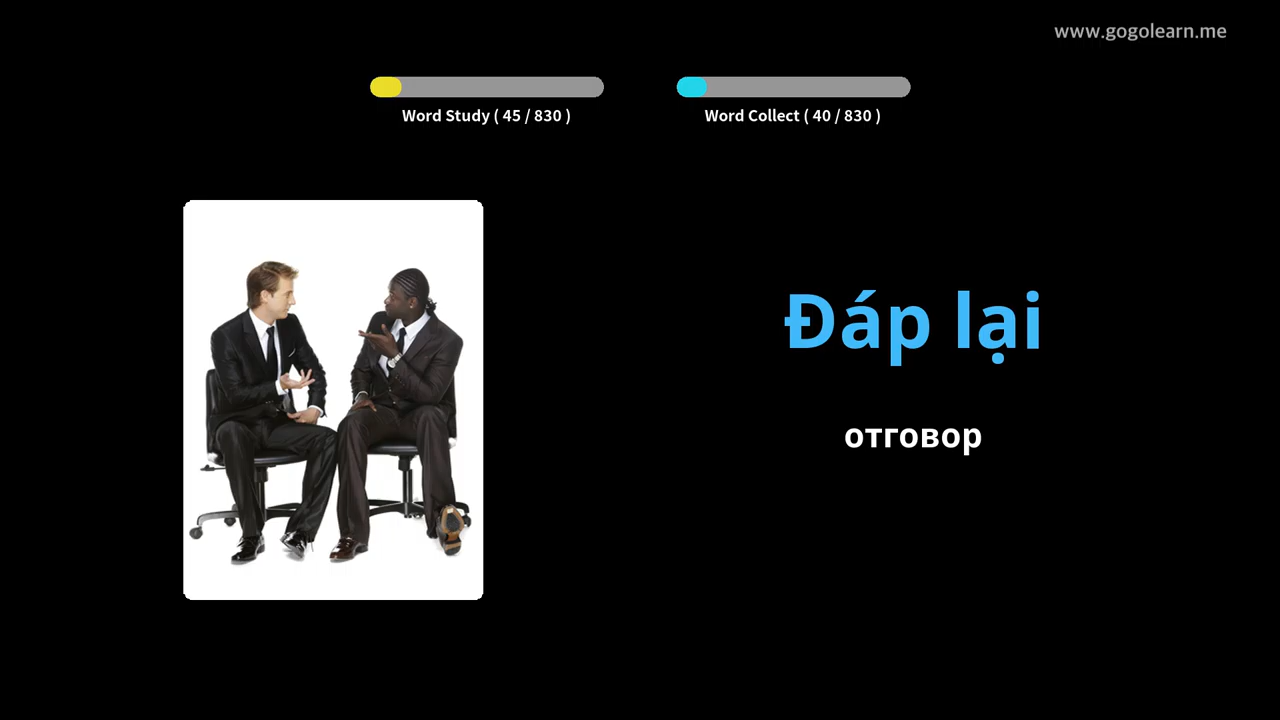 www.gogolearn.me
Word Study ( 45 / 830 )
Word Collect ( 40 / 830 )
Đáp lại
отговор